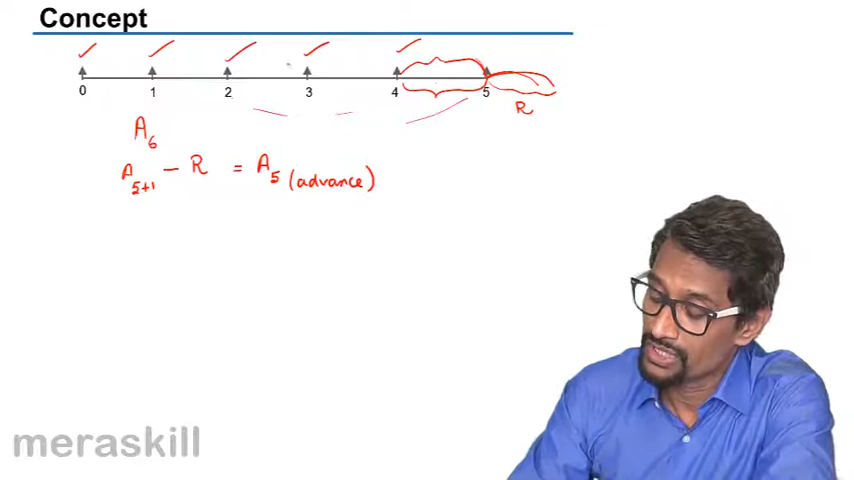 Concept
0 1 2 3 4 5
R
A6
A5+1 - R = A5 (advance)
meraskill